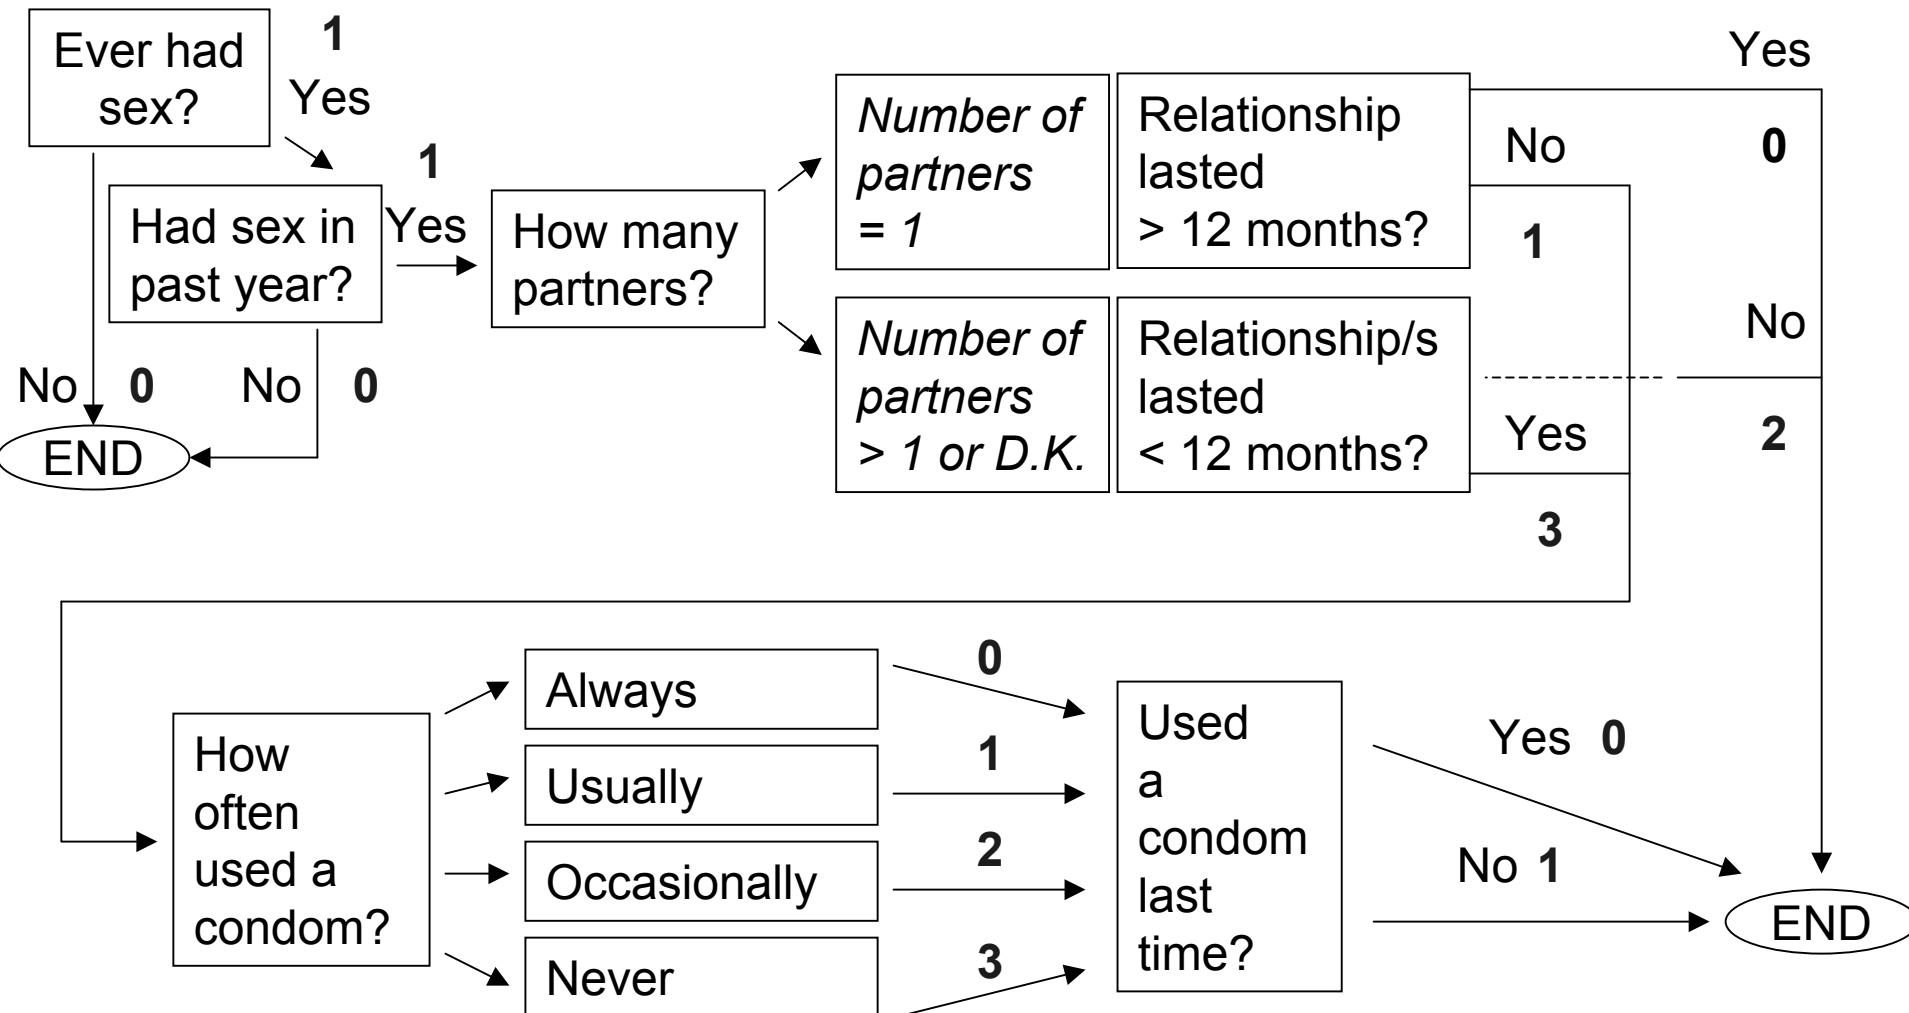 Ever had
sex?
1
Yes
Had sex in
past year?
1
Yes
How many
partners?
No 0
No 0
END
Number of
partners
= 1
Relationship
lasted
> 12 months?
Yes
0
No
1
Number of
partners
> 1 or D.K.
Relationship/s
lasted
< 12 months?
No
2
Yes
3
How
often
used a
condom?
Always
0
Usually
1
Occasionally
2
Never
3
Used
a
condom
last
time?
Yes 0
No 1
END